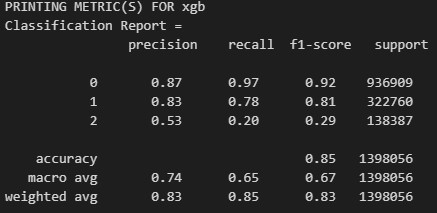 PRINTING METRIC(S) FOR xgb
Classification Report =
precision recall f1-score support
0 0.87 0.97 0.92 936909
1 0.83 0.78 0.81 322760
2 0.53 0.20 0.29 138387
accuracy 0.85 1398056
macro avg 0.74 0.65 0.67 1398056
weighted avg 0.83 0.85 0.83 1398056